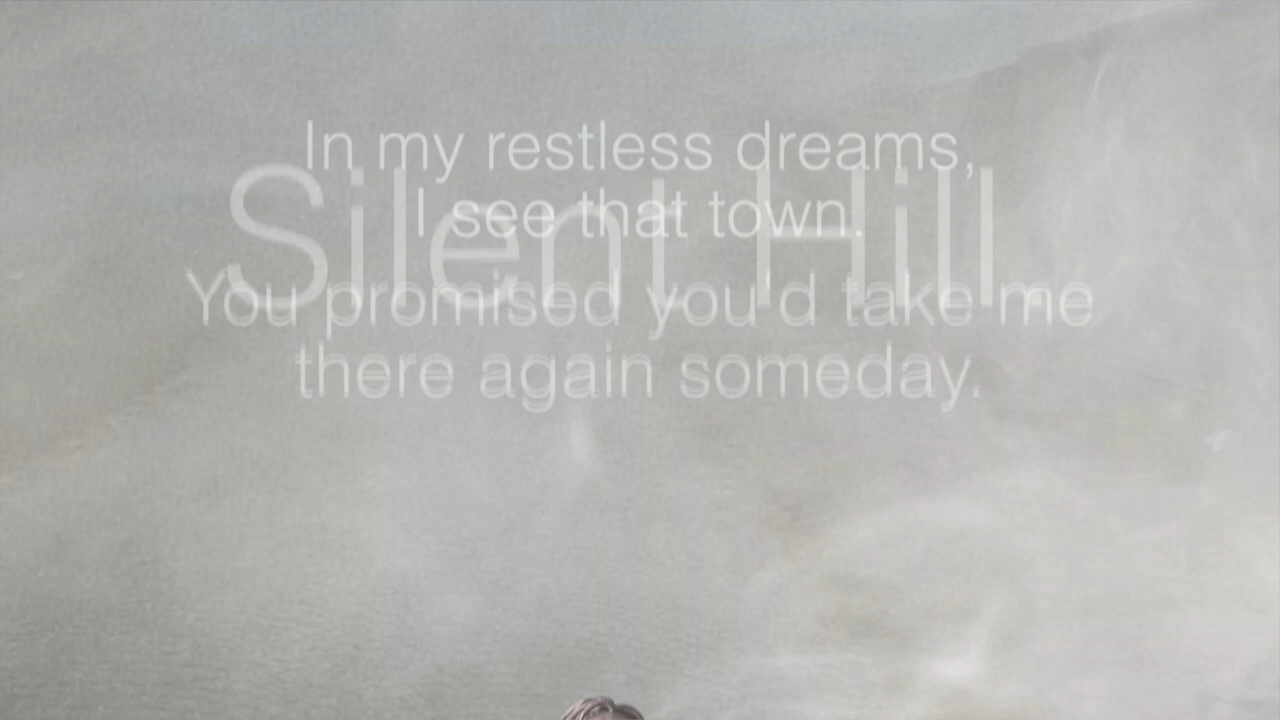 In my restless dreams,
I see that town.
Silent Hill.
You promised you'd take me
there again someday.